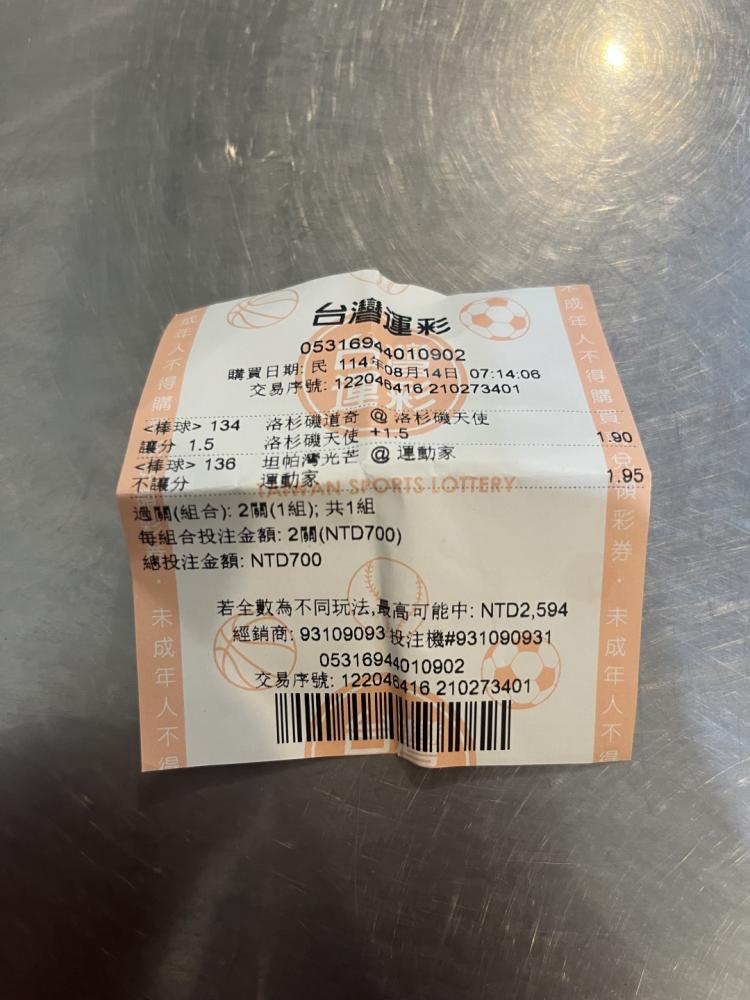 台灣運彩
05316944010902
購買日期: 民 114年08月14日 07:14:06
交易序號: 122046416 210273401
<棒球> 134 洛杉磯道奇 @ 洛杉磯天使
讓分 1.5 洛杉磯天使 +1.5 1.90
<棒球> 136 坦帕灣光芒 @ 運動家
不讓分 運動家 1.95
TAIWAN SPORTS LOTTERY
過關(組合): 2關(1組); 共1組
每組合投注金額: 2關(NTD700)
總投注金額: NTD700
若全數為不同玩法,最高可能中: NTD2,594
經銷商: 93109093 投注機#931090931
05316944010902
交易序號: 122046416 210273401
成年人不得購
券．未成年人不得
未成年人不得購買．兌領彩券．未成年人不得